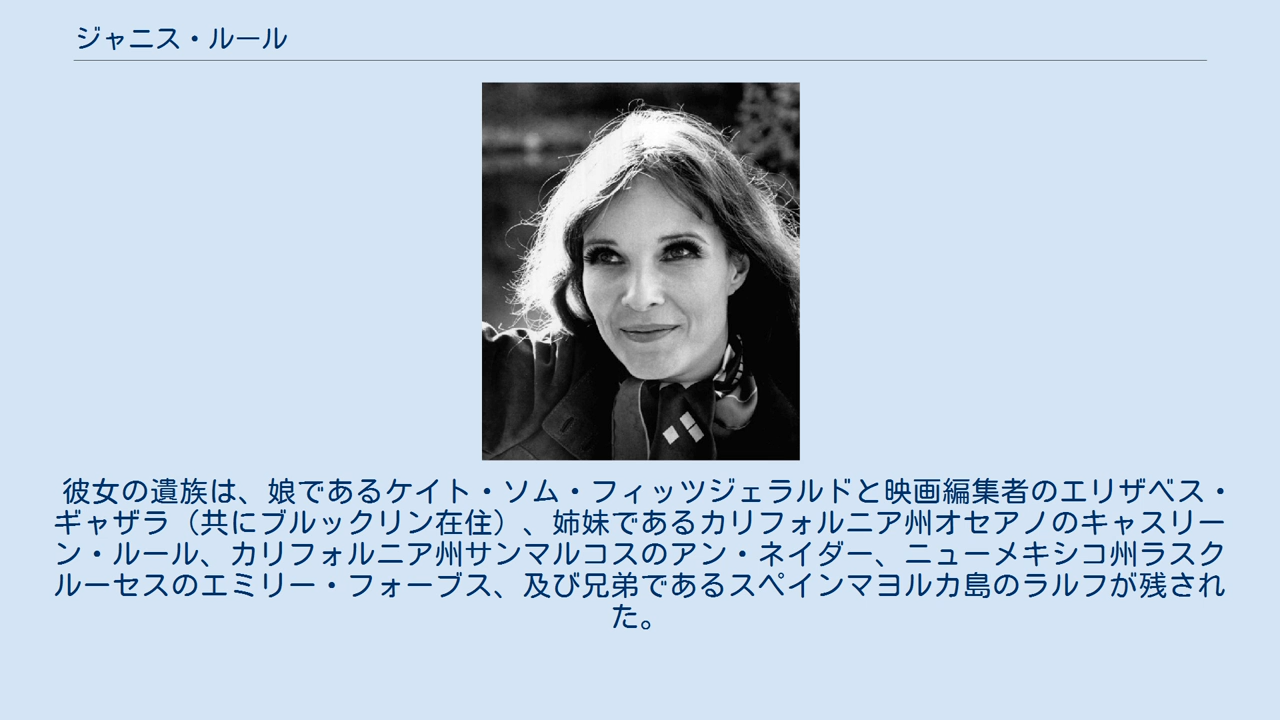 ジャニス・ルール
彼女の遺族は、娘であるケイト・ソム・フィッツジェラルドと映画編集者のエリザベス・
ギャザラ（共にブルックリン在住）、姉妹であるカリフォルニア州オセアノのキャスリー
ン・ルール、カリフォルニア州サンマルコスのアン・ネイダー、ニューメキシコ州ラスク
ルーセスのエミリー・フォーブス、及び兄弟であるスペインマヨルカ島のラルフが残され
た。